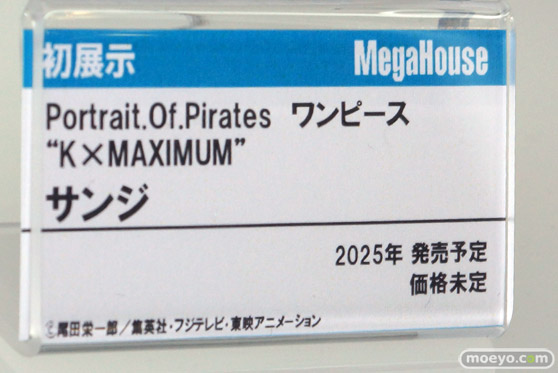 初展示 MegaHouse
Portrait.Of.Pirates ワンピース
“K×MAXIMUM”
サンジ
2025年 発売予定
価格未定
©尾田栄一郎／集英社・フジテレビ・東映アニメーション
moeyo.com